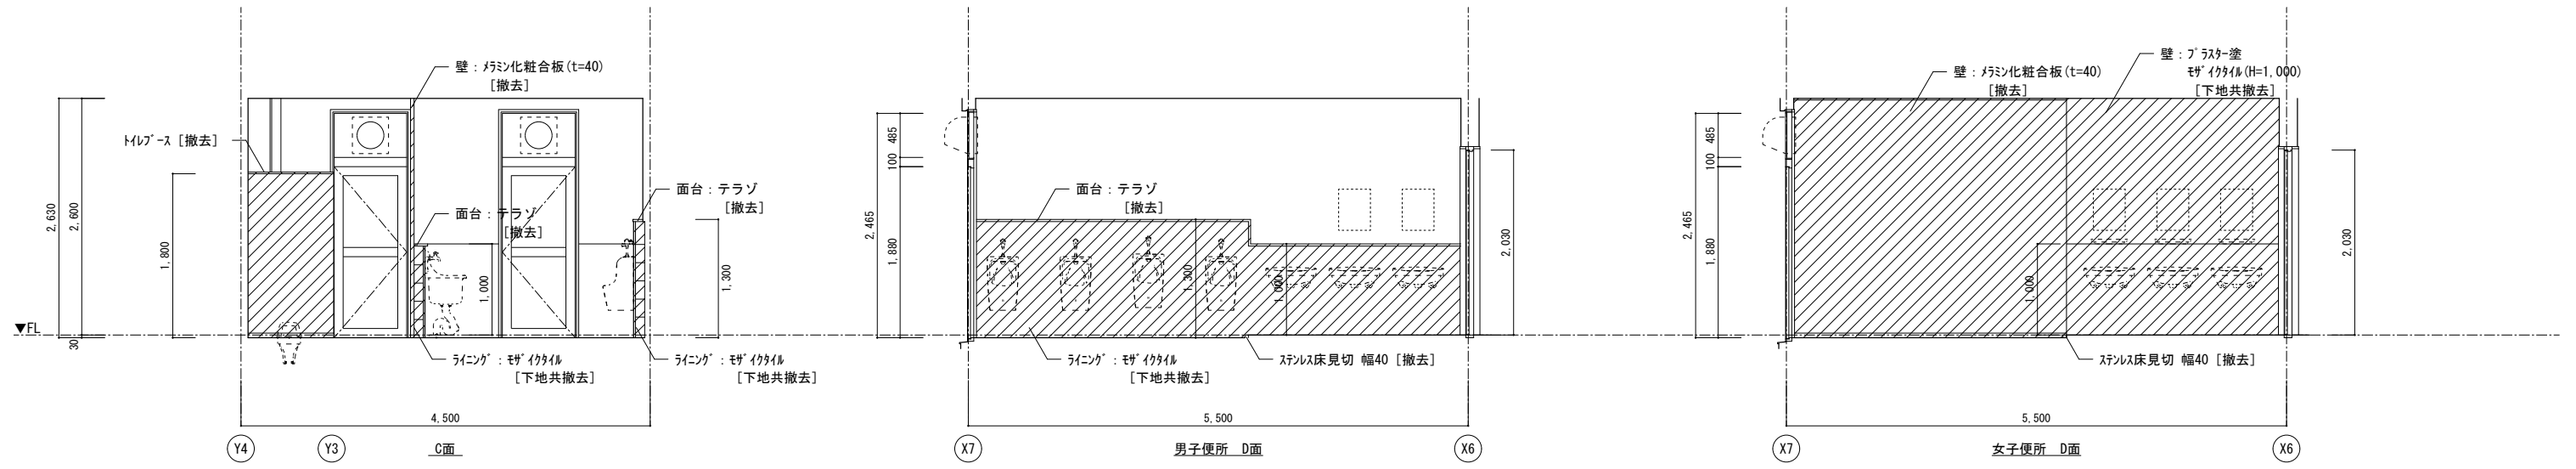 壁：ﾒﾗﾐﾝ化粧合板(t=40)
[撤去]
ﾄｲﾚﾌﾞｰｽ [撤去]
面台：テラゾ
[撤去]
面台：テラゾ
[撤去]
2,630
2,600
1,800
1,000
1,300
▼FL
30
ﾗｲﾆﾝｸﾞ：ﾓｻﾞｲｸﾀｲﾙ
[下地共撤去]
ﾗｲﾆﾝｸﾞ：ﾓｻﾞｲｸﾀｲﾙ
[下地共撤去]
4,500
Y4
Y3
C面
2,465
485
100
1,880
面台：テラゾ
[撤去]
1,300
1,000
2,030
ﾗｲﾆﾝｸﾞ：ﾓｻﾞｲｸﾀｲﾙ
[下地共撤去]
ｽﾃﾝﾚｽ床見切 幅40 [撤去]
5,500
X7
男子便所　D面
X6
壁：ﾌﾟﾗｽﾀｰ塗
ﾓｻﾞｲｸﾀｲﾙ(H=1,000)
[下地共撤去]
壁：ﾒﾗﾐﾝ化粧合板(t=40)
[撤去]
2,465
485
100
1,880
1,000
2,030
ｽﾃﾝﾚｽ床見切 幅40 [撤去]
5,500
X7
女子便所　D面
X6